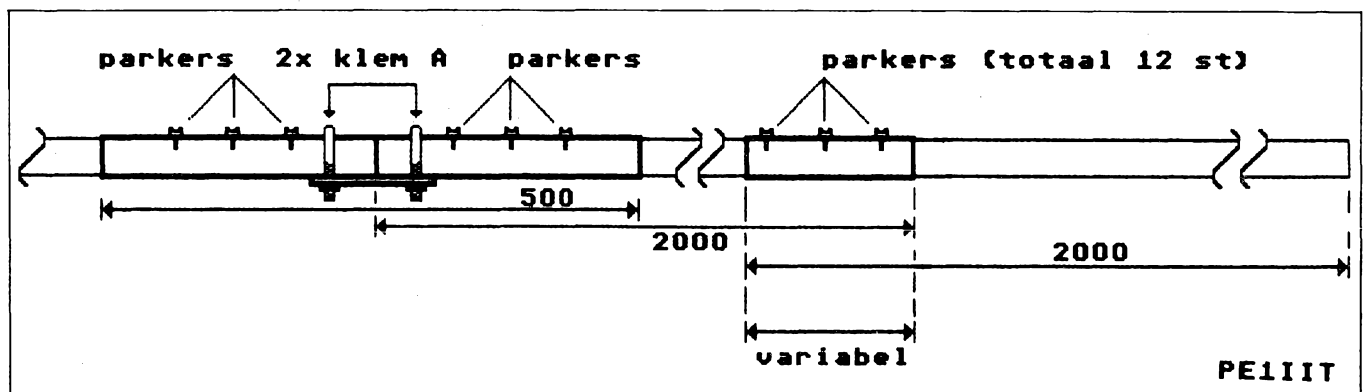 parkers 2x klem A parkers parkers (totaal 12 st)
500
2000
2000
variabel
PE1IIT